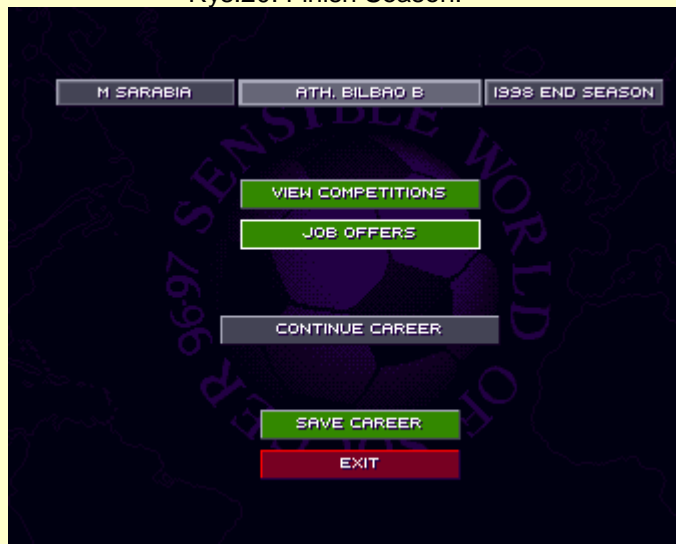 Rys.20. Finish Season.
M SARABIA
ATH. BILBAO B
1998 END SEASON
VIEW COMPETITIONS
JOB OFFERS
CONTINUE CAREER
SAVE CAREER
EXIT
SENSIBLE WORLD OF SOCCER 96-97